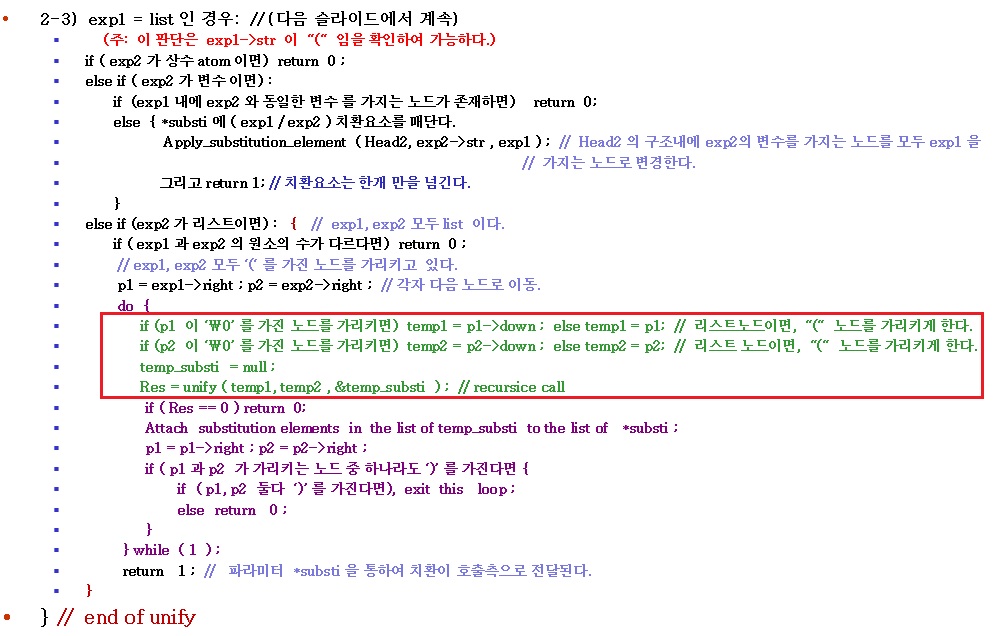 2-3) exp1 = list 인 경우: //(다음 슬라이드에서 계속)
(주: 이 판단은 exp1->str 이 "(" 임을 확인하여 가능하다.)
if ( exp2 가 상수 atom 이면) return 0 ;
else if ( exp2 가 변수 이면) :
if (exp1 내에 exp2 와 동일한 변수 를 가지는 노드가 존재하면) return 0;
else { *substi 에 ( exp1 / exp2 ) 치환요소를 매단다.
Apply_substitution_element ( Head2, exp2->str , exp1 ); // Head2 의 구조내에 exp2의 변수를 가지는 노드를 모두 exp1 을
// 가지는 노드로 변경한다.
그리고 return 1; // 치환요소는 한개 만을 넘긴다.
}
else if (exp2 가 리스트이면) : { // exp1, exp2 모두 list 이다.
if ( exp1 과 exp2 의 원소의 수가 다르다면) return 0 ;
// exp1, exp2 모두 '(' 를 가진 노드를 가리키고 있다.
p1 = exp1->right ; p2 = exp2->right ; // 각자 다음 노드로 이동.
do {
if (p1 이 '₩0' 를 가진 노드를 가리키면) temp1 = p1->down ; else temp1 = p1; // 리스트노드이면, "(" 노드를 가리키게 한다.
if (p2 이 '₩0' 를 가진 노드를 가리키면) temp2 = p2->down ; else temp2 = p2; // 리스트 노드이면, "(" 노드를 가리키게 한다.
temp_substi = null ;
Res = unify ( temp1, temp2 , &temp_substi ); // recursice call
if ( Res == 0 ) return 0;
Attach substitution elements in the list of temp_substi to the list of *substi ;
p1 = p1->right ; p2 = p2->right ;
if ( p1 과 p2 가 가리키는 노드 중 하나라도 ')' 를 가진다면 {
if ( p1, p2 둘다 ')' 를 가진다면), exit this loop ;
else return 0 ;
}
} while ( 1 );
return 1 ; // 파라미터 *substi 을 통하여 치환이 호출측으로 전달된다.
}
} // end of unify